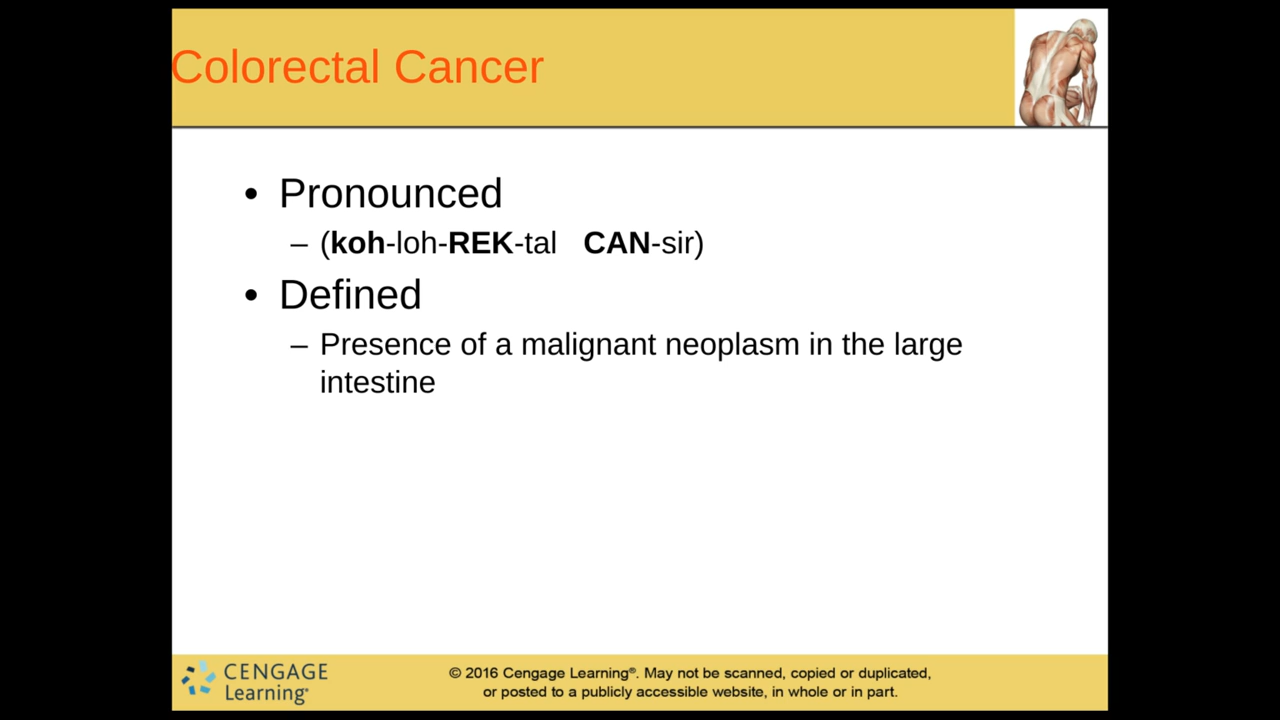 Colorectal Cancer
• Pronounced
– (koh-loh-REK-tal CAN-sir)
• Defined
– Presence of a malignant neoplasm in the large
intestine
CENGAGE
Learning®
© 2016 Cengage Learning®. May not be scanned, copied or duplicated,
or posted to a publicly accessible website, in whole or in part.